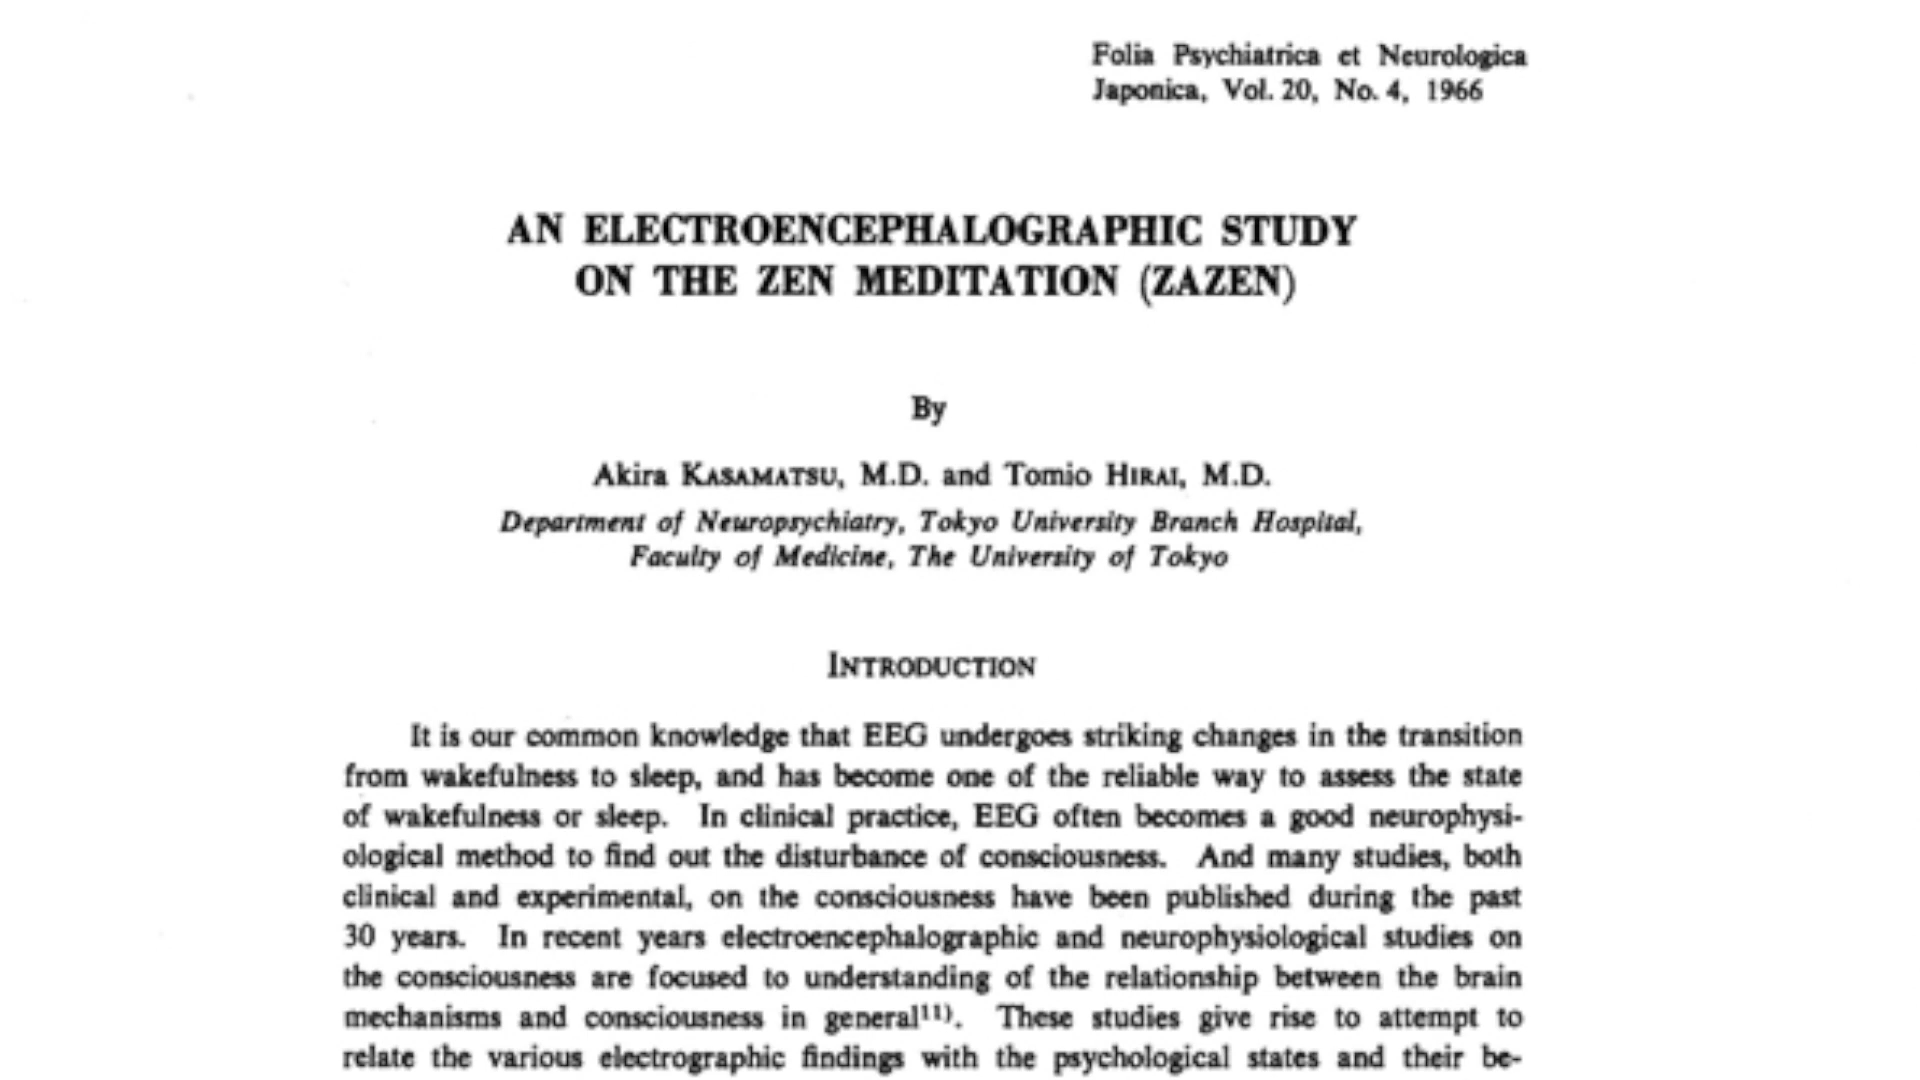 Folia Psychiatrica et Neurologica
Japonica, Vol. 20, No. 4, 1966
AN ELECTROENCEPHALOGRAPHIC STUDY
ON THE ZEN MEDITATION (ZAZEN)
By
Akira KASAMATSU, M.D. and Tomio HIRAI, M.D.
Department of Neuropsychiatry, Tokyo University Branch Hospital,
Faculty of Medicine, The University of Tokyo
INTRODUCTION
It is our common knowledge that EEG undergoes striking changes in the transition
from wakefulness to sleep, and has become one of the reliable way to assess the state
of wakefulness or sleep. In clinical practice, EEG often becomes a good neurophysi-
ological method to find out the disturbance of consciousness. And many studies, both
clinical and experimental, on the consciousness have been published during the past
30 years. In recent years electroencephalographic and neurophysiological studies on
the consciousness are focused to understanding of the relationship between the brain
mechanisms and consciousness in general¹¹⁾. These studies give rise to attempt to
relate the various electrographic findings with the psychological states and their be-